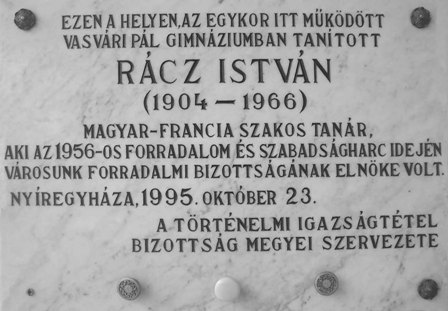 EZEN A HELYEN, AZ EGYKOR ITT MŰKÖDÖTT
VASVÁRI PÁL GIMNÁZIUMBAN TANÍTOTT
RÁCZ ISTVÁN
(1904 — 1966)
MAGYAR-FRANCIA SZAKOS TANÁR,
AKI AZ 1956-OS FORRADALOM ÉS SZABADSÁGHARC IDEJÉN
VÁROSUNK FORRADALMI BIZOTTSÁGÁNAK ELNÖKE VOLT.
NYÍREGYHÁZA, 1995. OKTÓBER 23.
A TÖRTÉNELMI IGAZSÁGTÉTEL
BIZOTTSÁG MEGYEI SZERVEZETE